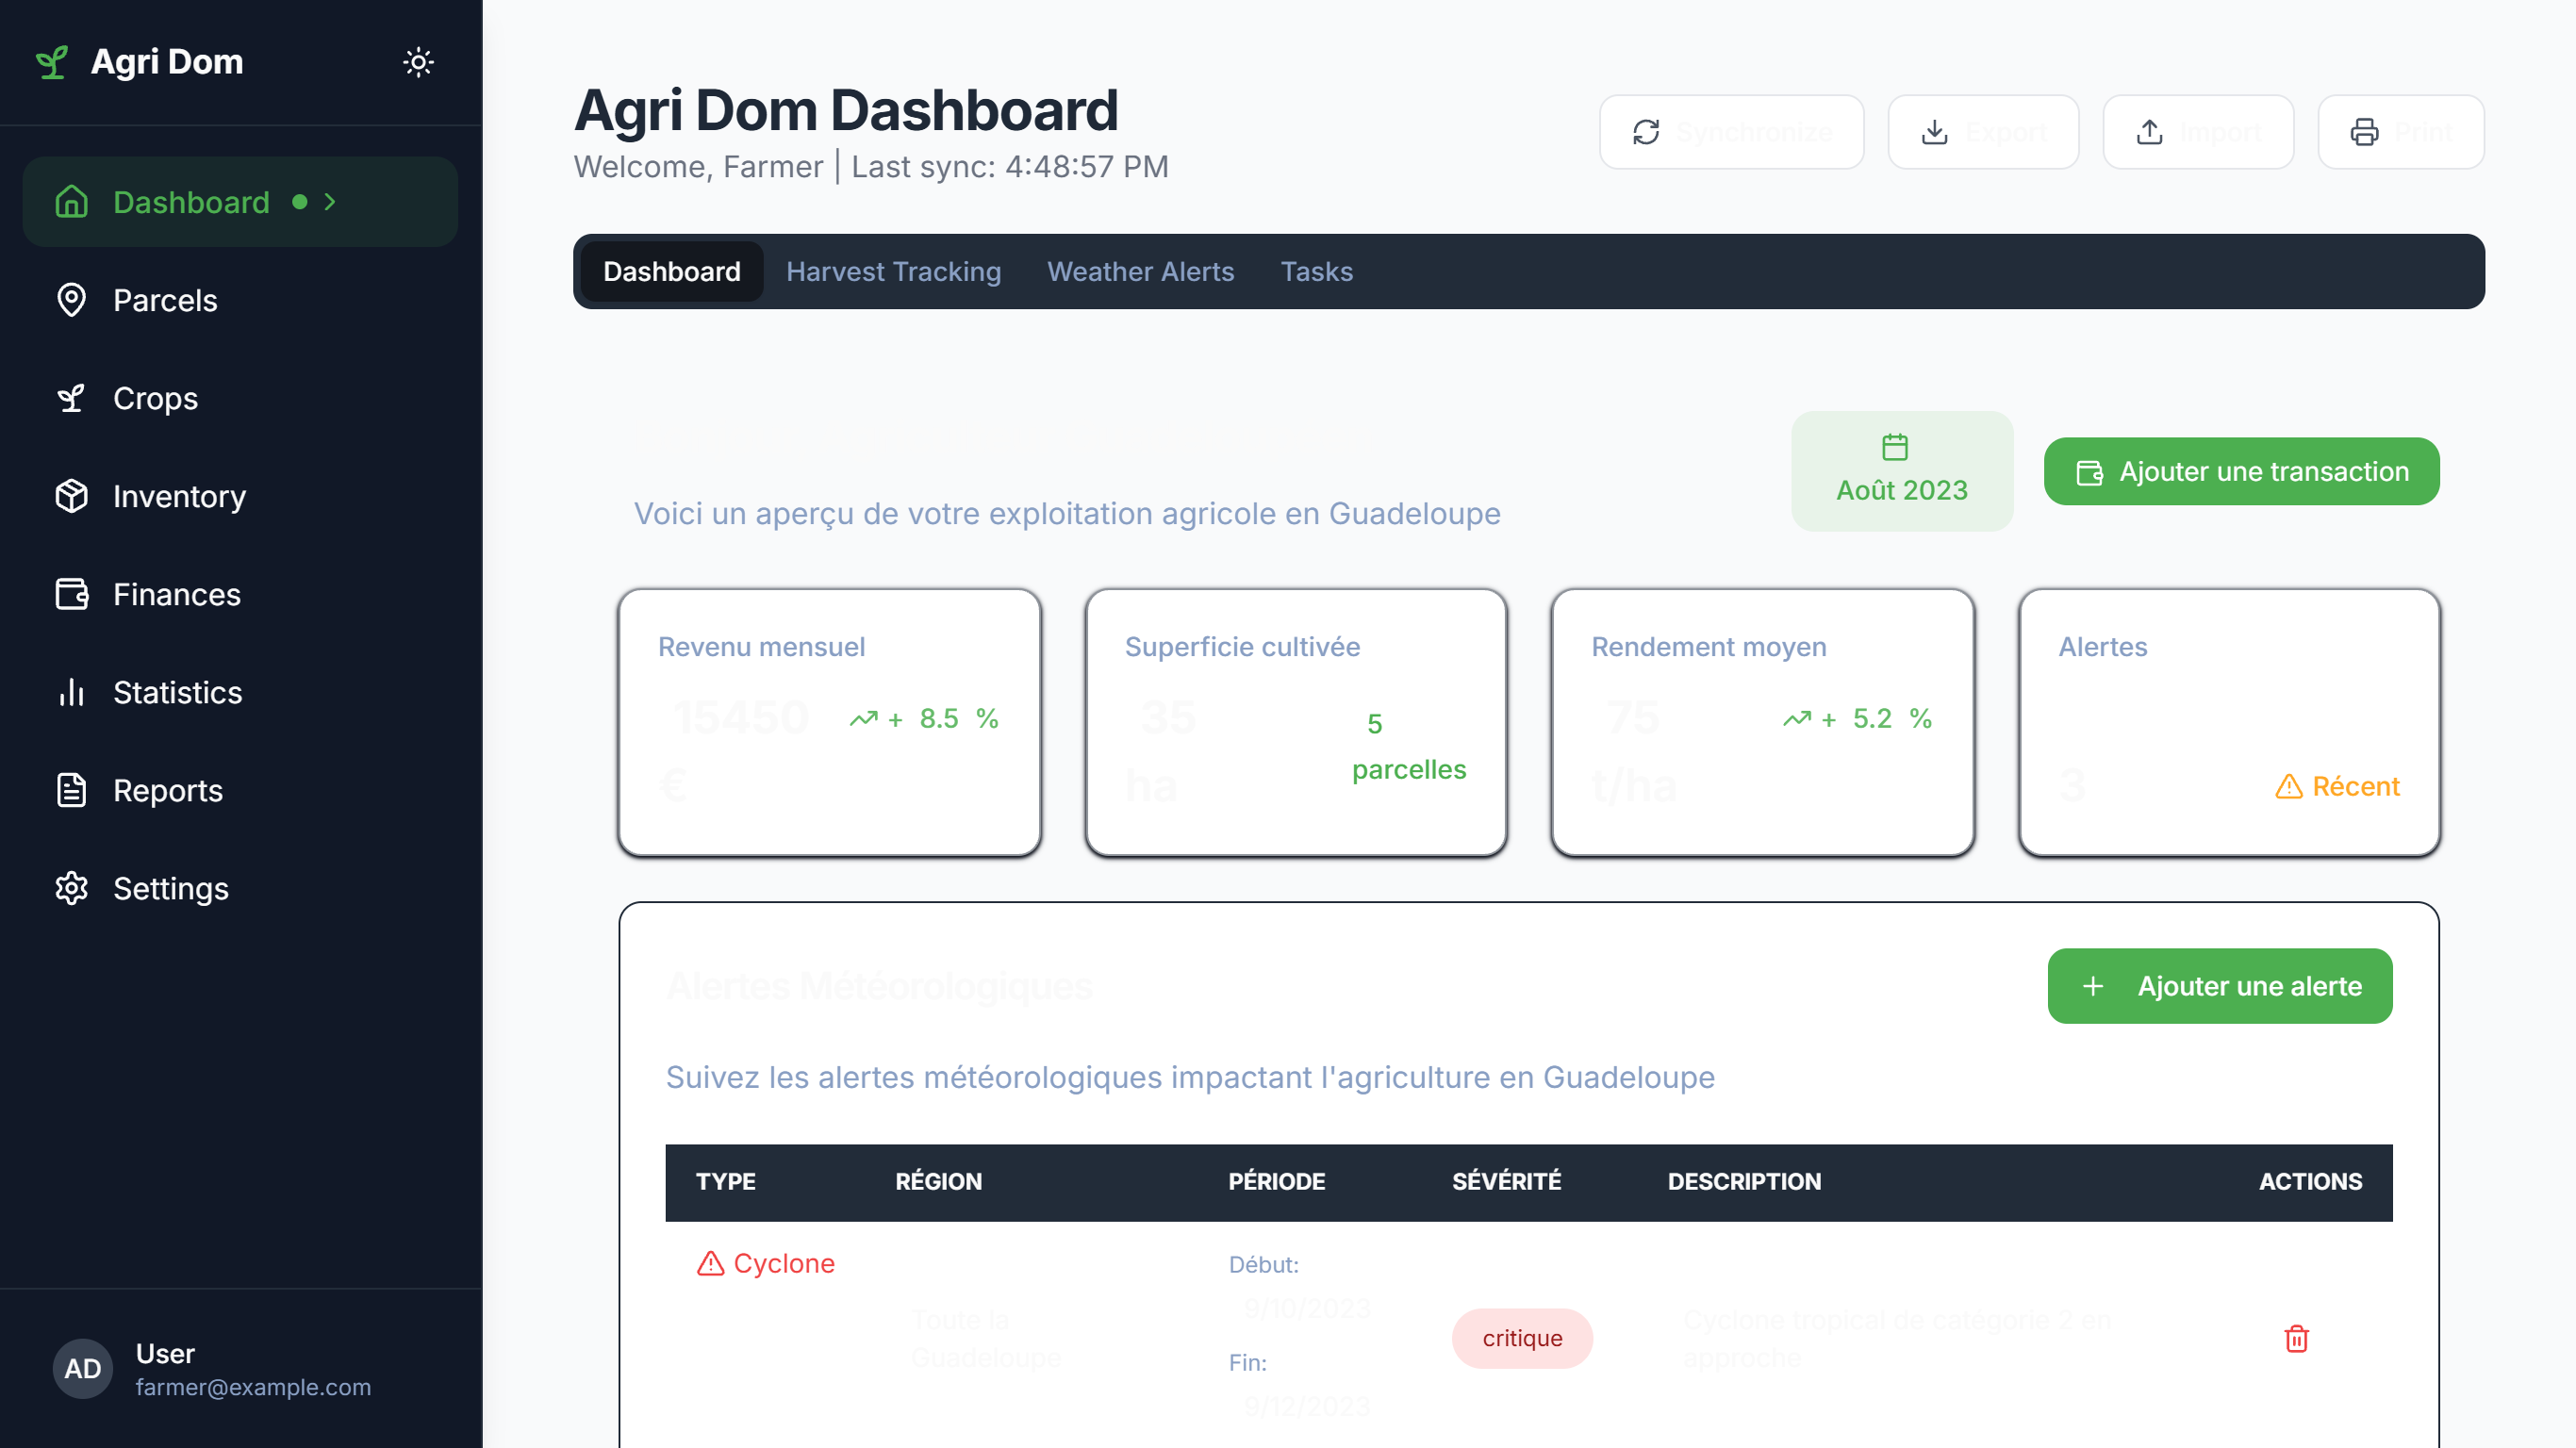 Agri Dom
Dashboard
Parcels
Crops
Inventory
Finances
Statistics
Reports
Settings
AD
User
farmer@example.com
Agri Dom Dashboard
Welcome, Farmer | Last sync: 4:48:57 PM
Synchronize
Export
Import
Print
Dashboard
Harvest Tracking
Weather Alerts
Tasks
Voici un aperçu de votre exploitation agricole en Guadeloupe
Août 2023
Ajouter une transaction
Revenu mensuel
15450
€
+ 8.5 %
Superficie cultivée
35
ha
5
parcelles
Rendement moyen
75
t/ha
+ 5.2 %
Alertes
3
Récent
Alertes Météorologiques
Ajouter une alerte
Suivez les alertes météorologiques impactant l'agriculture en Guadeloupe
TYPE RÉGION PÉRIODE SÉVÉRITÉ DESCRIPTION ACTIONS
Cyclone
Toute la
Guadeloupe
Début:
9/10/2023
Fin:
9/12/2023
critique
Cyclone tropical de catégorie 2 en
approche